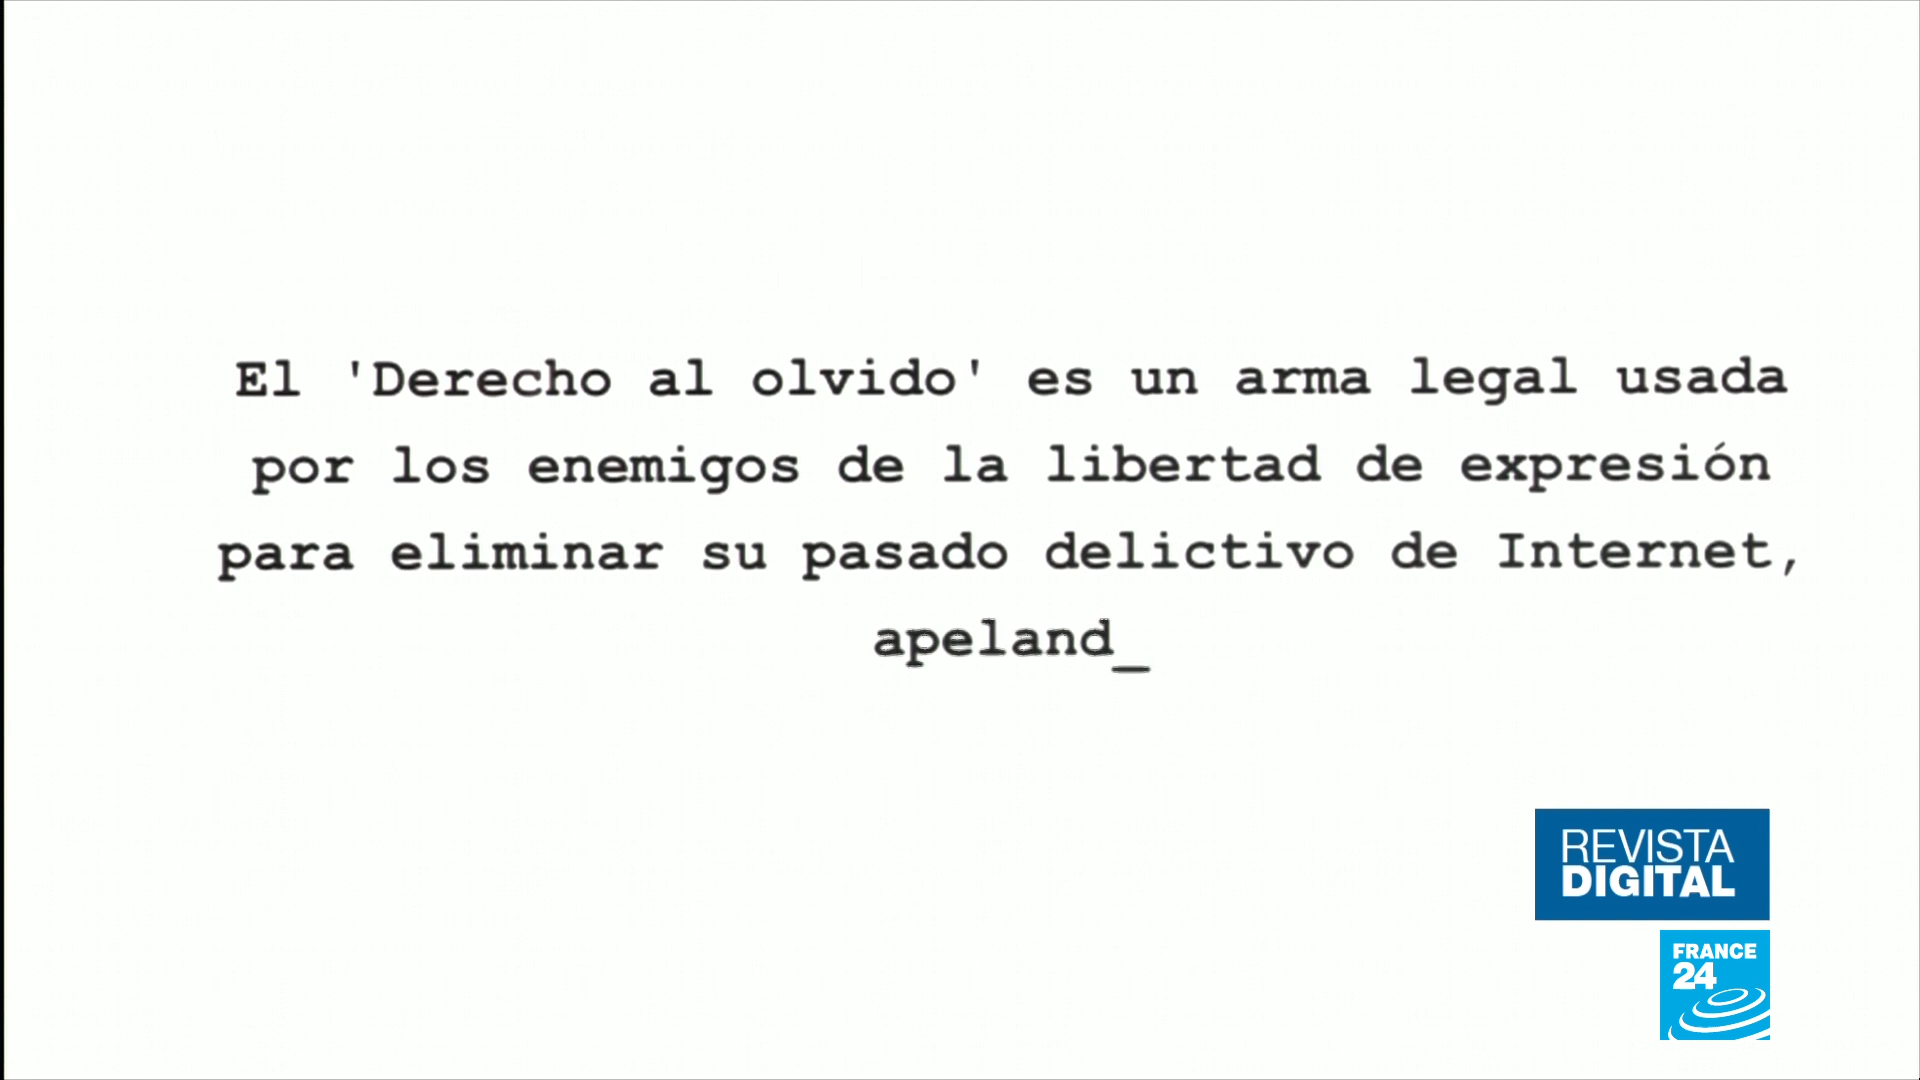 El 'Derecho al olvido' es un arma legal usada
por los enemigos de la libertad de expresión
para eliminar su pasado delictivo de Internet,
apeland_
REVISTA
DIGITAL
FRANCE
24